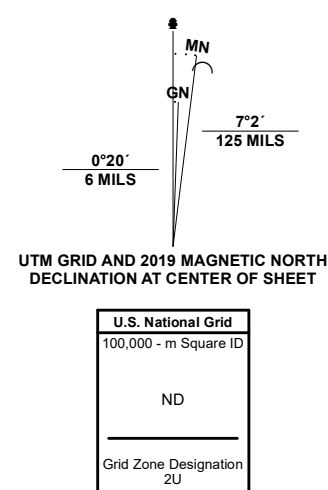 MN
GN
7°2´
125 MILS
0°20´
6 MILS
UTM GRID AND 2019 MAGNETIC NORTH
DECLINATION AT CENTER OF SHEET
U.S. National Grid
100,000 - m Square ID
ND
Grid Zone Designation
2U